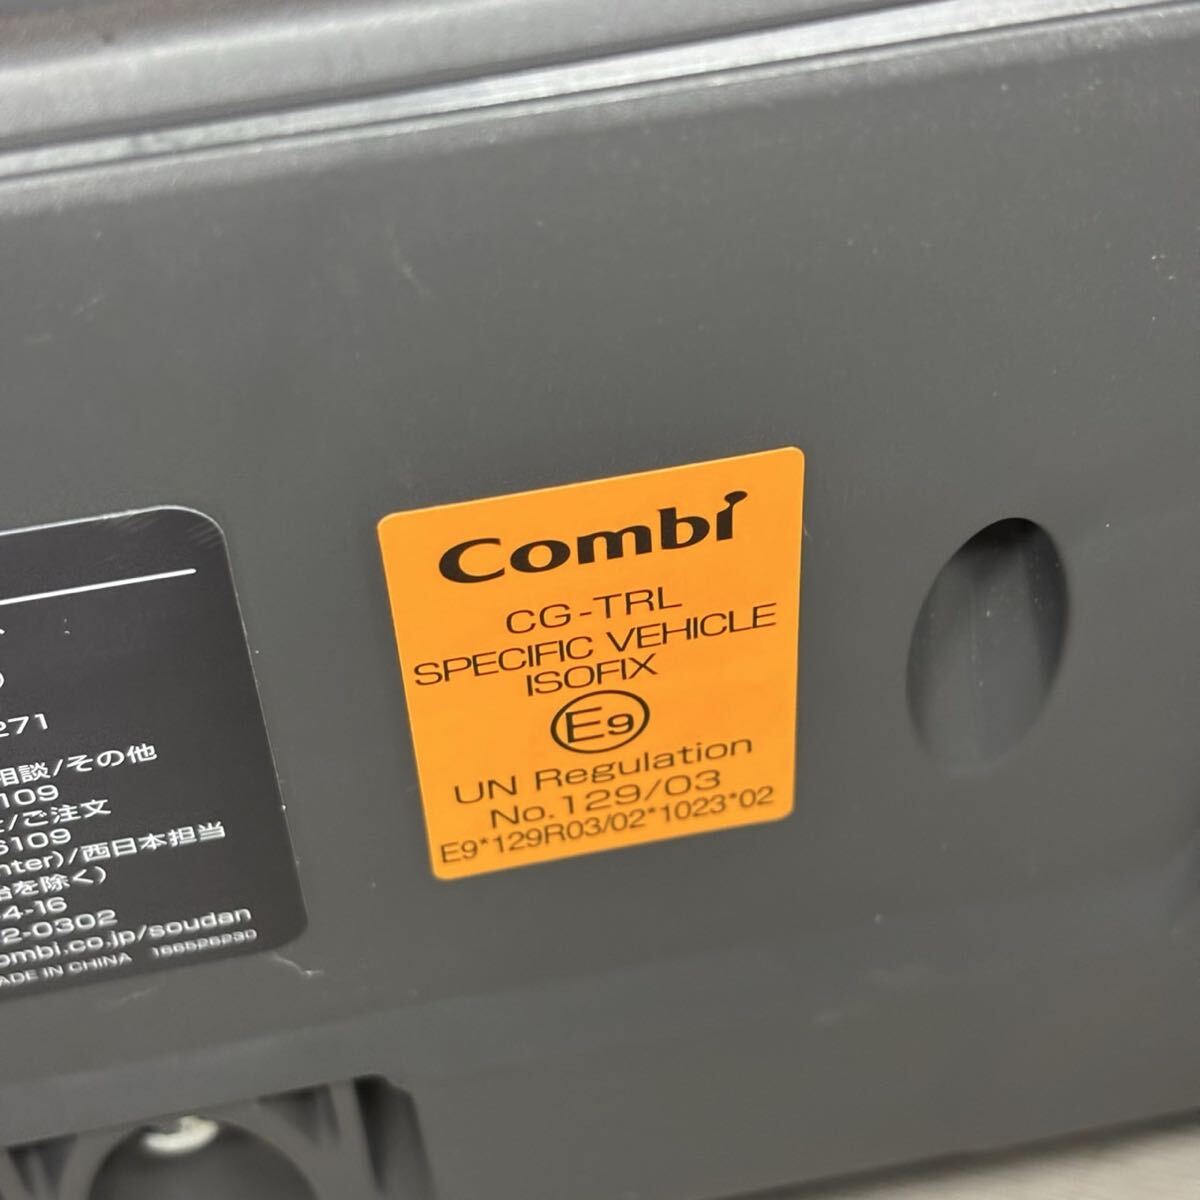 271
相談/その他
109
/ご注文
6109
nter)/西日本担当
を除く)
-4-16
2-0302
ombi.co.jp/soudan
ADE IN CHINA 166526230
Combi
CG-TRL
SPECIFIC VEHICLE
ISOFIX
E9
UN Regulation
No.129/03
E9*129R03/02*1023*02